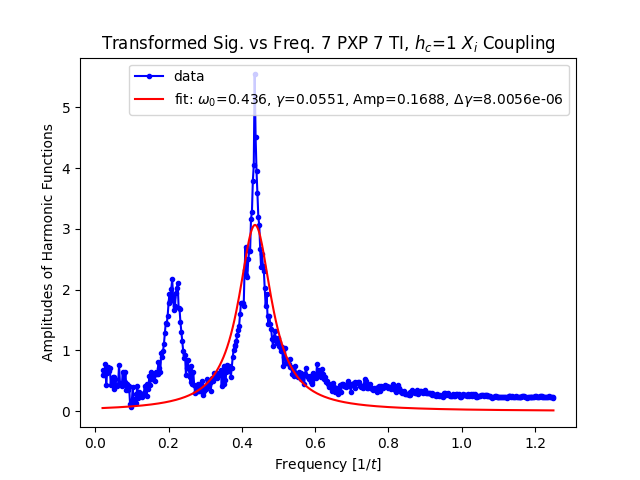 Transformed Sig. vs Freq. 7 PXP 7 TI, $h_c$=1 $X_i$ Coupling
data
fit: $\omega_0$=0.436, $\gamma$=0.0551, Amp=0.1688, $\Delta\gamma$=8.0056e-06
Amplitudes of Harmonic Functions
5
4
3
2
1
0
0.0 0.2 0.4 0.6 0.8 1.0 1.2
Frequency [1/$t$]